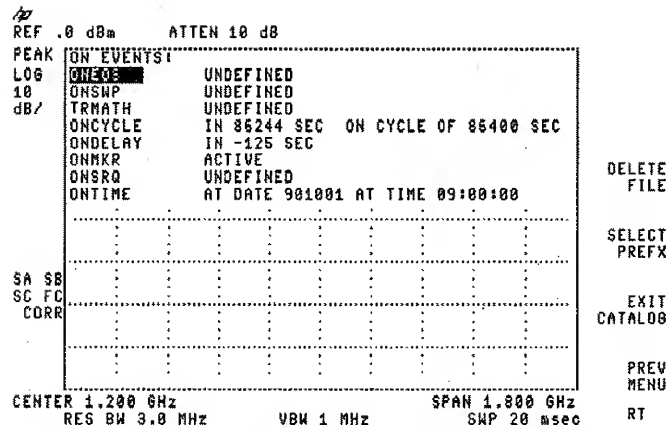 hp
REF .0 dBm ATTEN 10 dB
PEAK
LOG
10
dB/
ON EVENTS:
ONEOS UNDEFINED
ONSWP UNDEFINED
TRMATH UNDEFINED
ONCYCLE IN 86244 SEC ON CYCLE OF 86400 SEC
ONDELAY IN -125 SEC
ONMKR ACTIVE
ONSRQ UNDEFINED
ONTIME AT DATE 901001 AT TIME 09:00:00
SA SB
SC FC
CORR
DELETE
FILE
SELECT
PREFX
EXIT
CATALOG
PREV
MENU
RT
CENTER 1.200 GHz SPAN 1.800 GHz
RES BW 3.0 MHz VBW 1 MHz SWP 20 msec